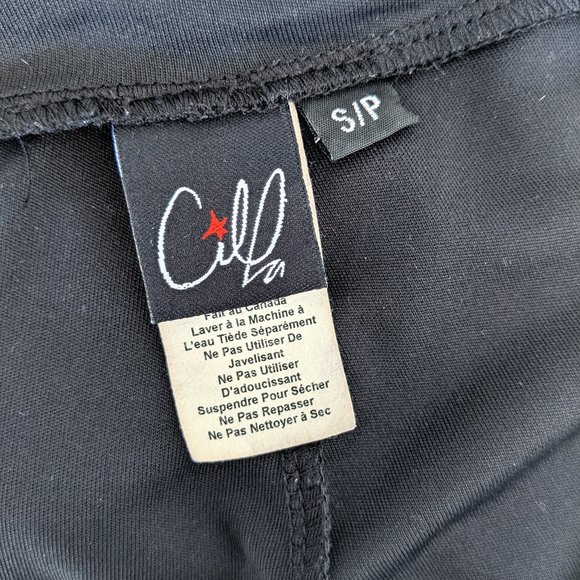 S/P
Fait au Canada
Laver à la Machine à
L'eau Tiède Séparément
Ne Pas Utiliser De
Javelisant
Ne Pas Utiliser
D'adoucissant
Suspendre Pour Sécher
Ne Pas Repasser
Ne Pas Nettoyer à Sec